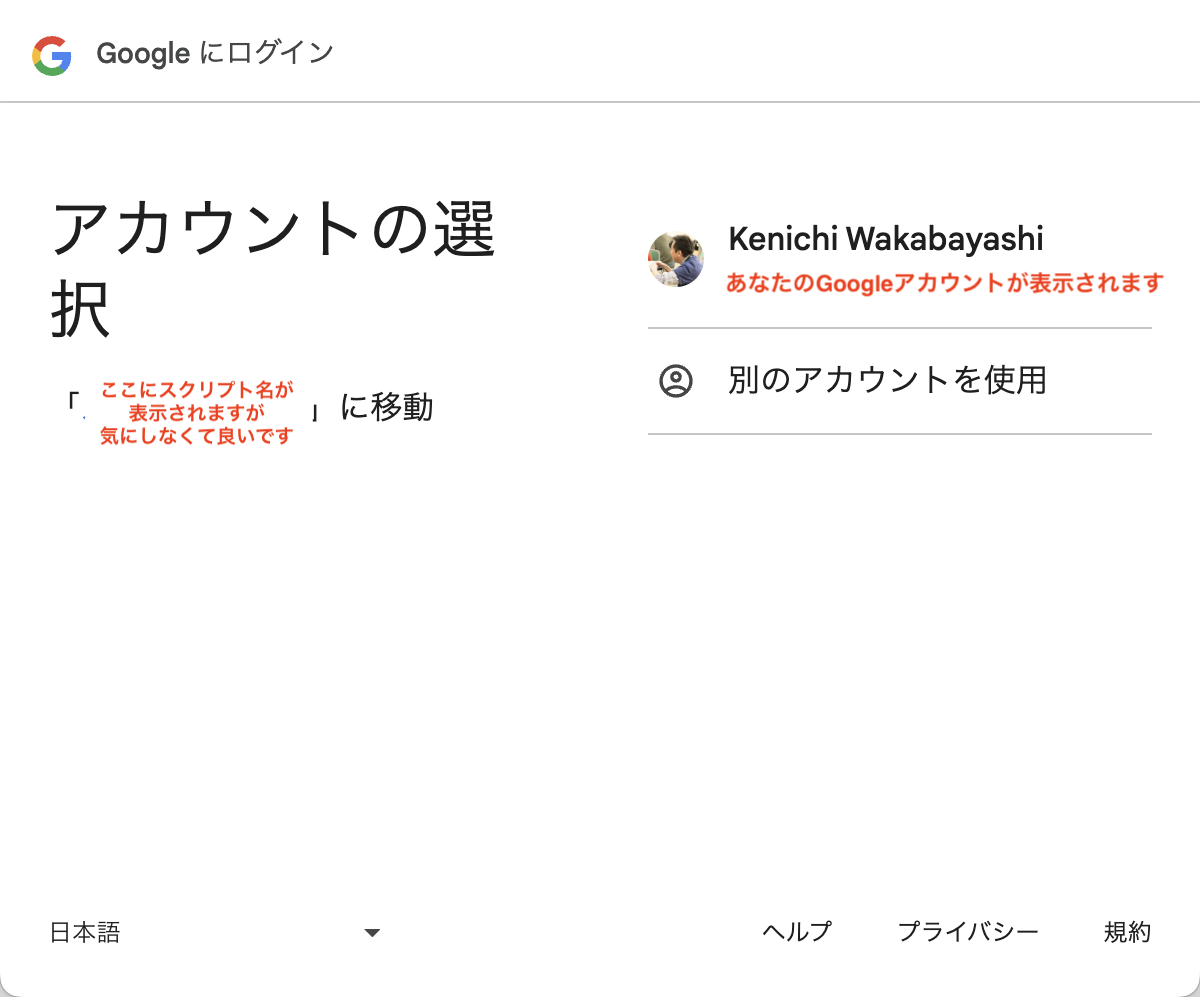 Google にログイン
アカウントの選
択
「
ここにスクリプト名が
表示されますが
気にしなくて良いです
」に移動
Kenichi Wakabayashi
あなたのGoogleアカウントが表示されます
別のアカウントを使用
日本語
ヘルプ
プライバシー
規約